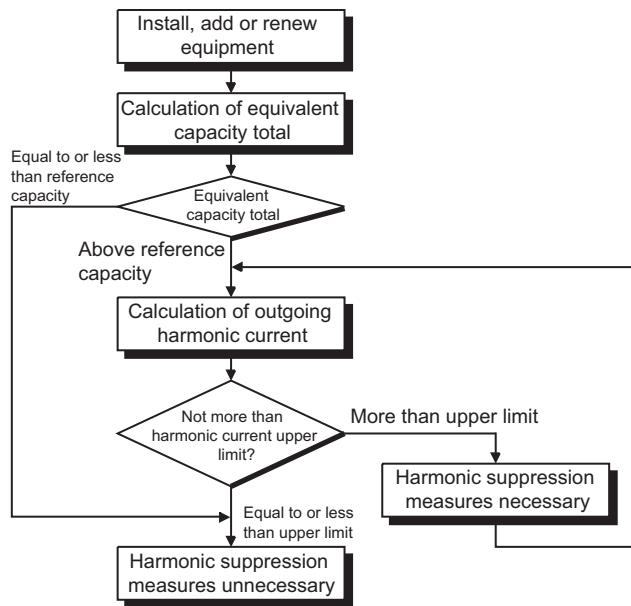 Install, add or renew
equipment
Calculation of equivalent
capacity total
Equal to or less
than reference
capacity
Equivalent
capacity total
Above reference
capacity
Calculation of outgoing
harmonic current
Not more than
harmonic current upper
limit?
More than upper limit
Harmonic suppression
measures necessary
Equal to or less
than upper limit
Harmonic suppression
measures unnecessary